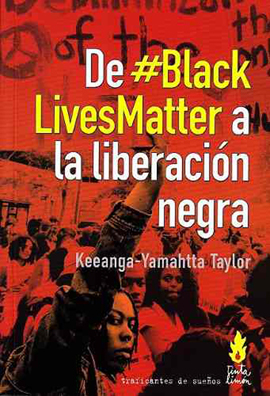 De #Black
LivesMatter a
la liberación
negra
Keeanga-Yamahtta Taylor
traficantes de sueños
tinta
limón